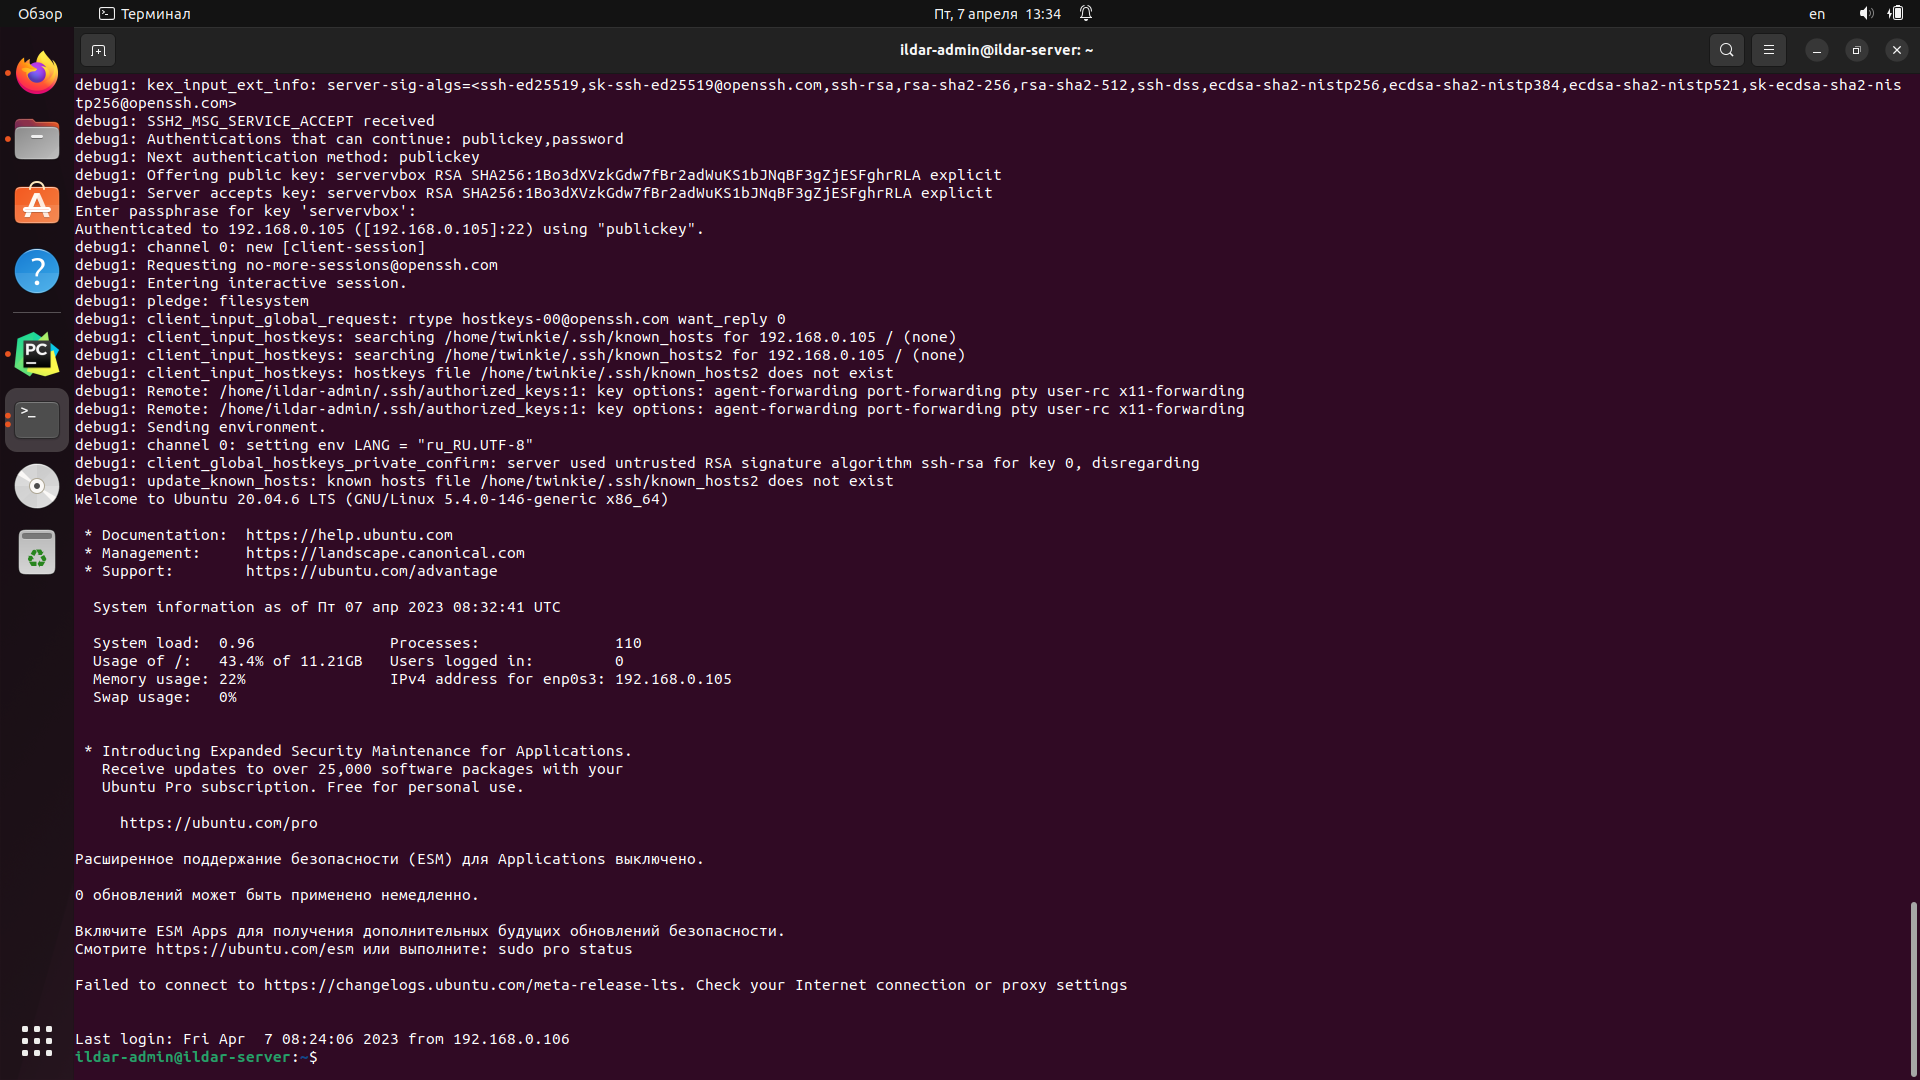 Обзор
Терминал
Пт, 7 апреля 13:34
en
ildar-admin@ildar-server: ~
debug1: kex_input_ext_info: server-sig-algs=<ssh-ed25519,sk-ssh-ed25519@openssh.com,ssh-rsa,rsa-sha2-256,rsa-sha2-512,ssh-dss,ecdsa-sha2-nistp256,ecdsa-sha2-nistp384,ecdsa-sha2-nistp521,sk-ecdsa-sha2-nis
tp256@openssh.com>
debug1: SSH2_MSG_SERVICE_ACCEPT received
debug1: Authentications that can continue: publickey,password
debug1: Next authentication method: publickey
debug1: Offering public key: servervbox RSA SHA256:1Bo3dXVzkGdw7fBr2adWuKS1bJNqBF3gZjESFghrRLA explicit
debug1: Server accepts key: servervbox RSA SHA256:1Bo3dXVzkGdw7fBr2adWuKS1bJNqBF3gZjESFghrRLA explicit
Enter passphrase for key 'servervbox':
Authenticated to 192.168.0.105 ([192.168.0.105]:22) using "publickey".
debug1: channel 0: new [client-session]
debug1: Requesting no-more-sessions@openssh.com
debug1: Entering interactive session.
debug1: pledge: filesystem
debug1: client_input_global_request: rtype hostkeys-00@openssh.com want_reply 0
debug1: client_input_hostkeys: searching /home/twinkie/.ssh/known_hosts for 192.168.0.105 / (none)
debug1: client_input_hostkeys: searching /home/twinkie/.ssh/known_hosts2 for 192.168.0.105 / (none)
debug1: client_input_hostkeys: hostkeys file /home/twinkie/.ssh/known_hosts2 does not exist
debug1: Remote: /home/ildar-admin/.ssh/authorized_keys:1: key options: agent-forwarding port-forwarding pty user-rc x11-forwarding
debug1: Remote: /home/ildar-admin/.ssh/authorized_keys:1: key options: agent-forwarding port-forwarding pty user-rc x11-forwarding
debug1: Sending environment.
debug1: channel 0: setting env LANG = "ru_RU.UTF-8"
debug1: client_global_hostkeys_private_confirm: server used untrusted RSA signature algorithm ssh-rsa for key 0, disregarding
debug1: update_known_hosts: known hosts file /home/twinkie/.ssh/known_hosts2 does not exist
Welcome to Ubuntu 20.04.6 LTS (GNU/Linux 5.4.0-146-generic x86_64)
* Documentation:  https://help.ubuntu.com
* Management:     https://landscape.canonical.com
* Support:        https://ubuntu.com/advantage
System information as of Пт 07 апр 2023 08:32:41 UTC
System load:  0.96               Processes:               110
Usage of /:   43.4% of 11.21GB   Users logged in:         0
Memory usage: 22%                IPv4 address for enp0s3: 192.168.0.105
Swap usage:   0%
* Introducing Expanded Security Maintenance for Applications.
Receive updates to over 25,000 software packages with your
Ubuntu Pro subscription. Free for personal use.
https://ubuntu.com/pro
Расширенное поддержание безопасности (ESM) для Applications выключено.
0 обновлений может быть применено немедленно.
Включите ESM Apps для получения дополнительных будущих обновлений безопасности.
Смотрите https://ubuntu.com/esm или выполните: sudo pro status
Failed to connect to https://changelogs.ubuntu.com/meta-release-lts. Check your Internet connection or proxy settings
Last login: Fri Apr  7 08:24:06 2023 from 192.168.0.106
ildar-admin@ildar-server:~$
PC